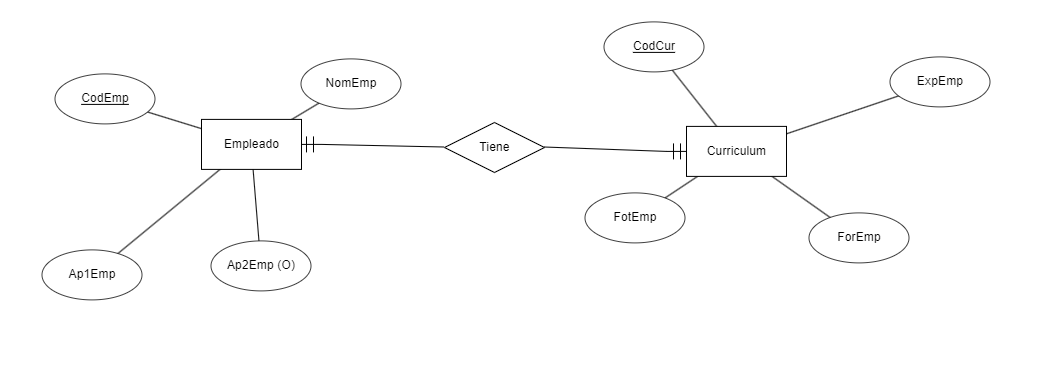 CodCur
ExpEmp
NomEmp
CodEmp
Empleado
Tiene
Curriculum
FotEmp
ForEmp
Ap1Emp
Ap2Emp (O)